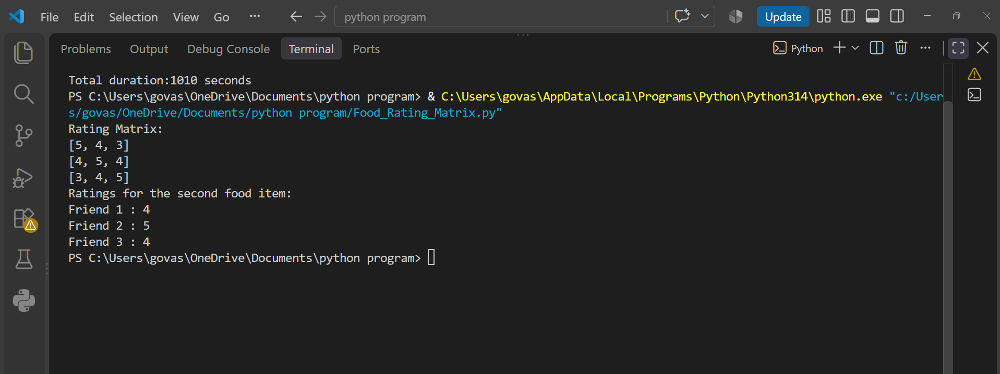 File Edit Selection View Go ··· python program Update
Problems Output Debug Console Terminal Ports Python
Total duration:1010 seconds
PS C:\Users\govas\OneDrive\Documents\python program> & C:\Users\govas\AppData\Local\Programs\Python\Python314\python.exe "c:/User
s/govas/OneDrive/Documents/python program/Food_Rating_Matrix.py"
Rating Matrix:
[5, 4, 3]
[4, 5, 4]
[3, 4, 5]
Ratings for the second food item:
Friend 1 : 4
Friend 2 : 5
Friend 3 : 4
PS C:\Users\govas\OneDrive\Documents\python program>